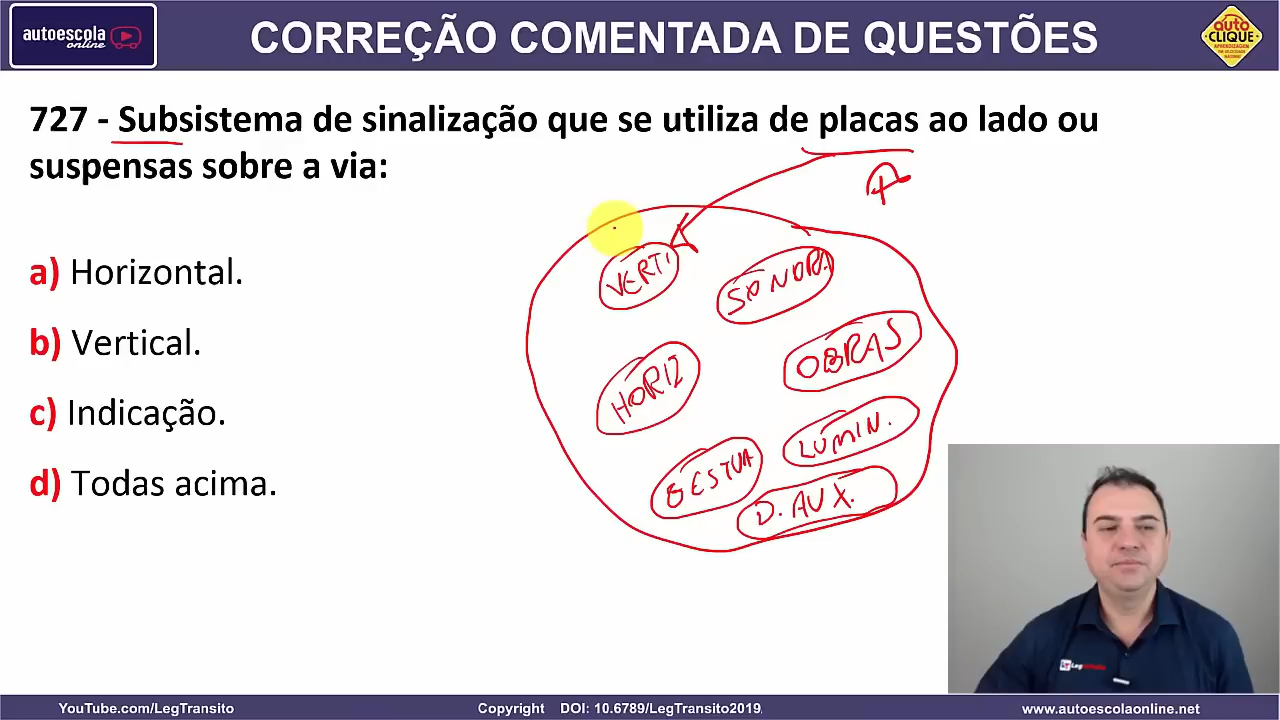 autoescola
online
CORREÇÃO COMENTADA DE QUESTÕES
auto
CLIQUE
727 - Subsistema de sinalização que se utiliza de placas ao lado ou
suspensas sobre a via:
a) Horizontal.
b) Vertical.
c) Indicação.
d) Todas acima.
VERTI
SONORA
OBRAS
HORIZ
LUMIN.
GESTUA
D. AUX.
YouTube.com/LegTransito
Copyright DOI: 10.6789/LegTransito2019
www.autoescolaonline.net